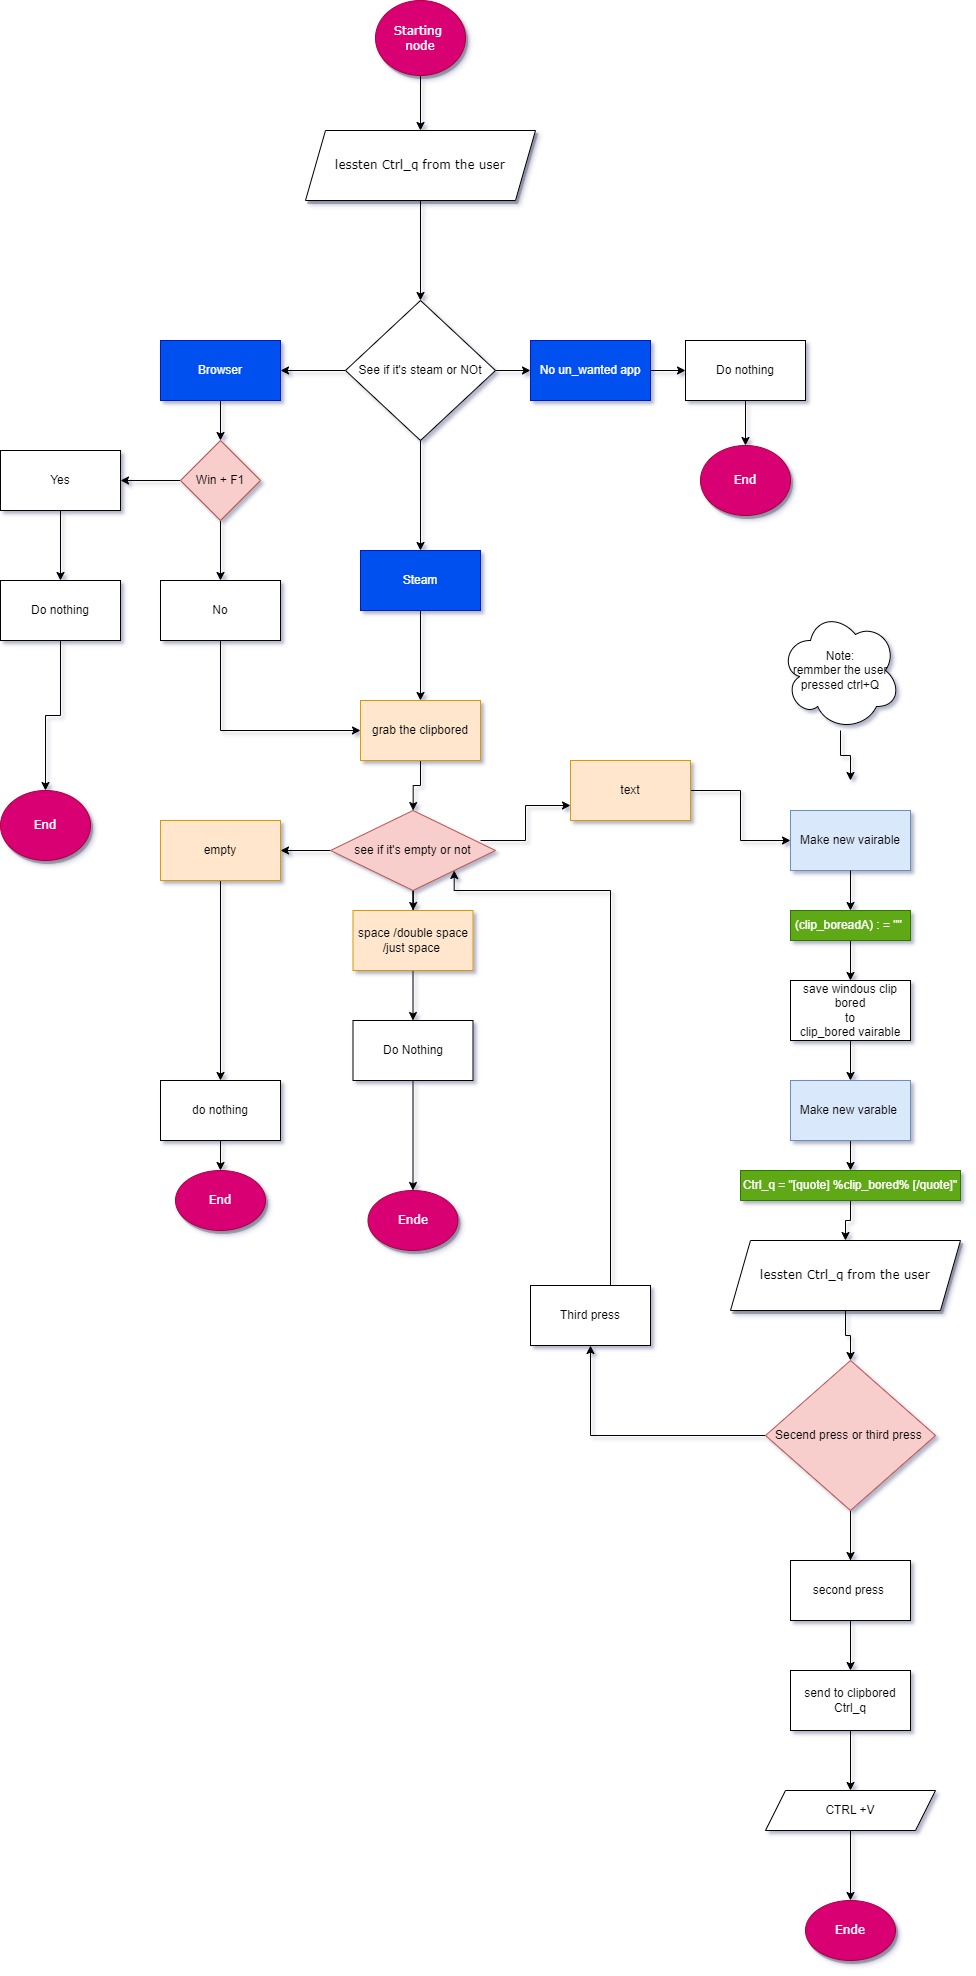 Starting
node
lessten Ctrl_q from the user
See if it's steam or NOt
Browser
No un_wanted app
Do nothing
End
Win + F1
Yes
Do nothing
End
No
Steam
grab the clipbored
see if it's empty or not
text
empty
space /double space
/just space
Do Nothing
Ende
do nothing
End
Note:
remmber the user
pressed ctrl+Q
Make new vairable
(clip_boreadA) : = ""
save windous clip
bored
to
clip_bored vairable
Make new varable
Ctrl_q = "[quote] %clip_bored% [/quote]"
lessten Ctrl_q from the user
Third press
Secend press or third press
second press
send to clipbored
Ctrl_q
CTRL +V
Ende